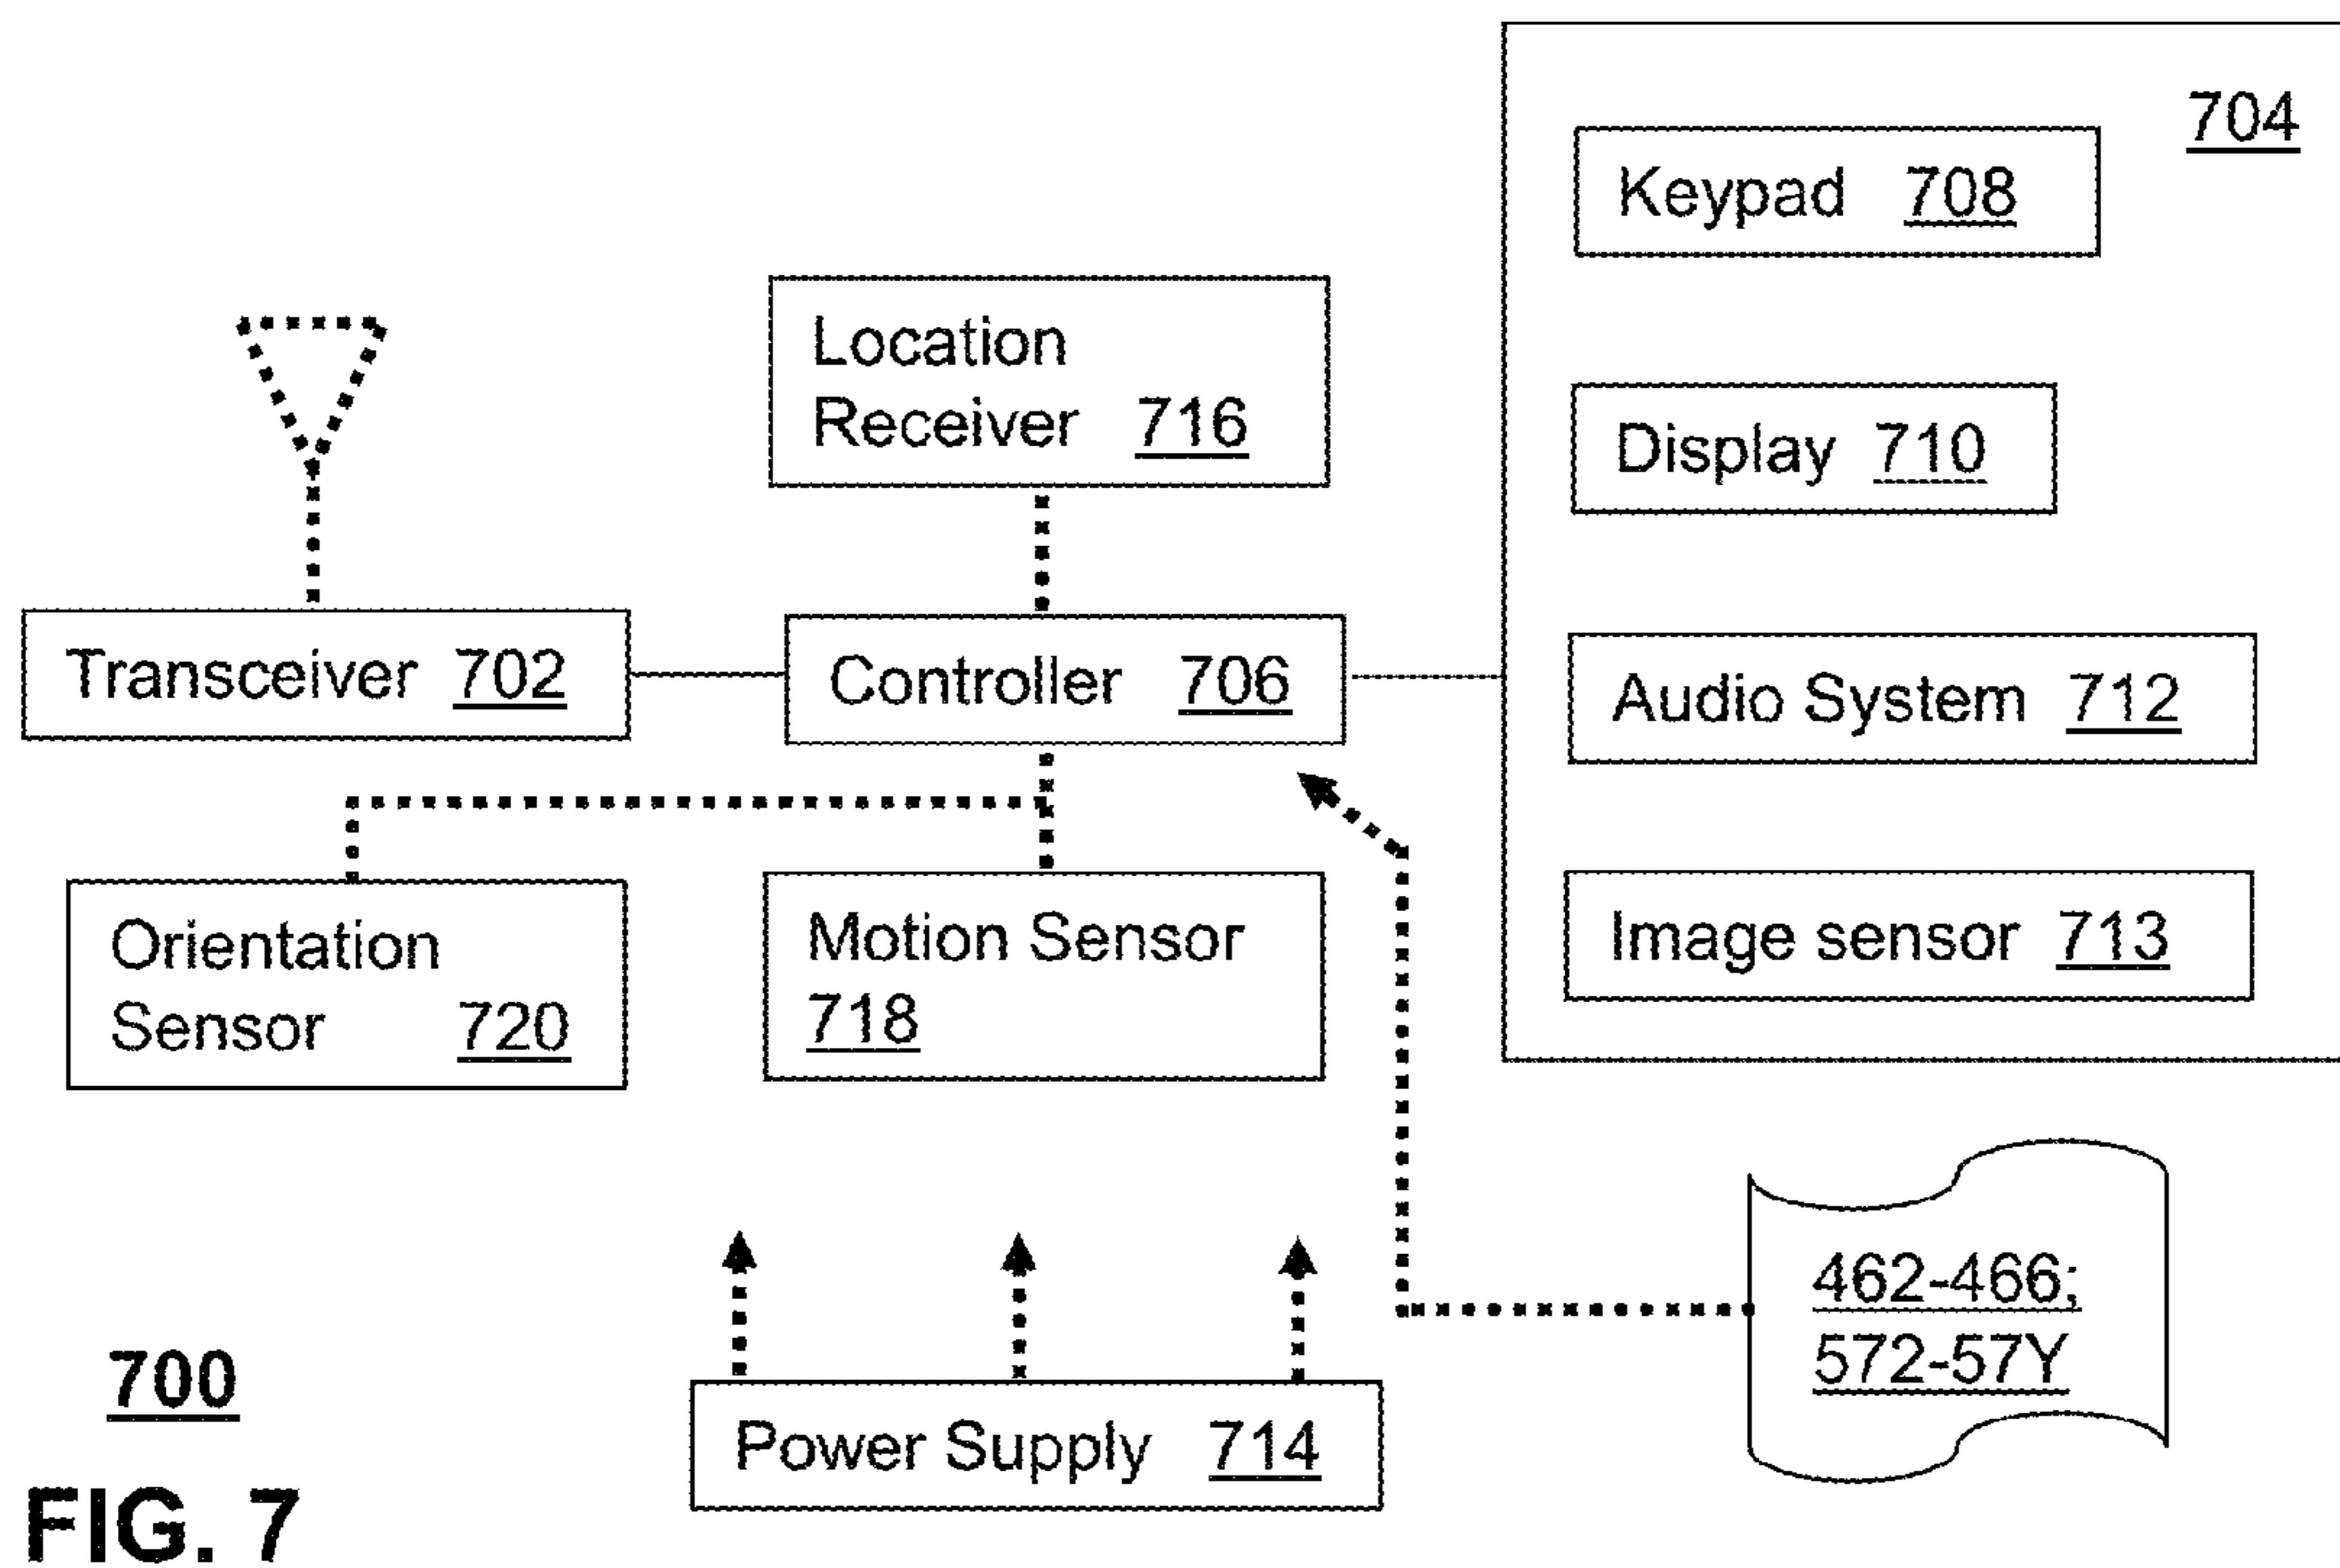 704
Keypad 708
Location
Receiver 716
Display 710
Transceiver 702
Controller 706
Audio System 712
Orientation
Sensor 720
Motion Sensor
718
Image sensor 713
462-466;
572-57Y
Power Supply 714
700
FIG. 7